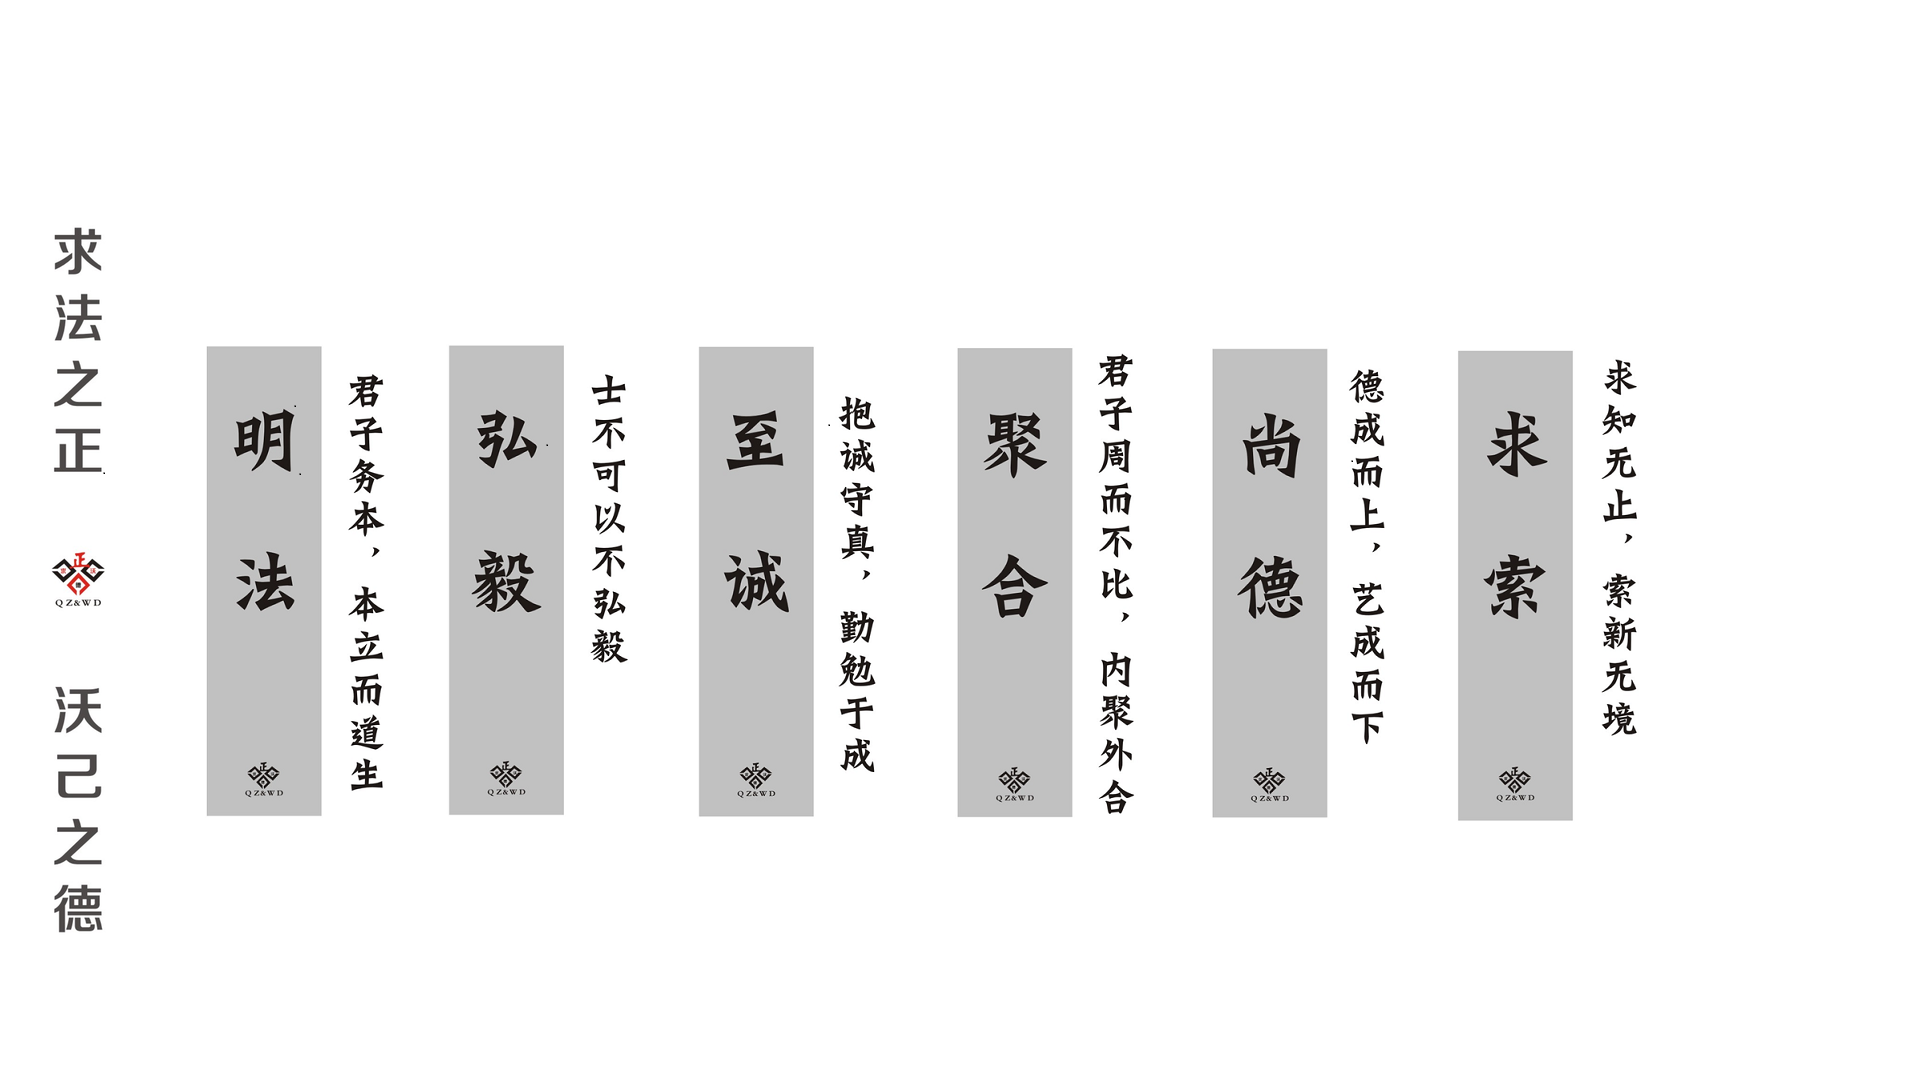 求法之正
正
QZ&WD
沃己之德
明法
QZ&WD
君子务本，本立而道生
弘毅
QZ&WD
士不可以不弘毅
至诚
QZ&WD
抱诚守真，勤勉于成
聚合
QZ&WD
君子周而不比，内聚外合
尚德
QZ&WD
德成而上，艺成而下
求索
QZ&WD
求知无止，索新无境